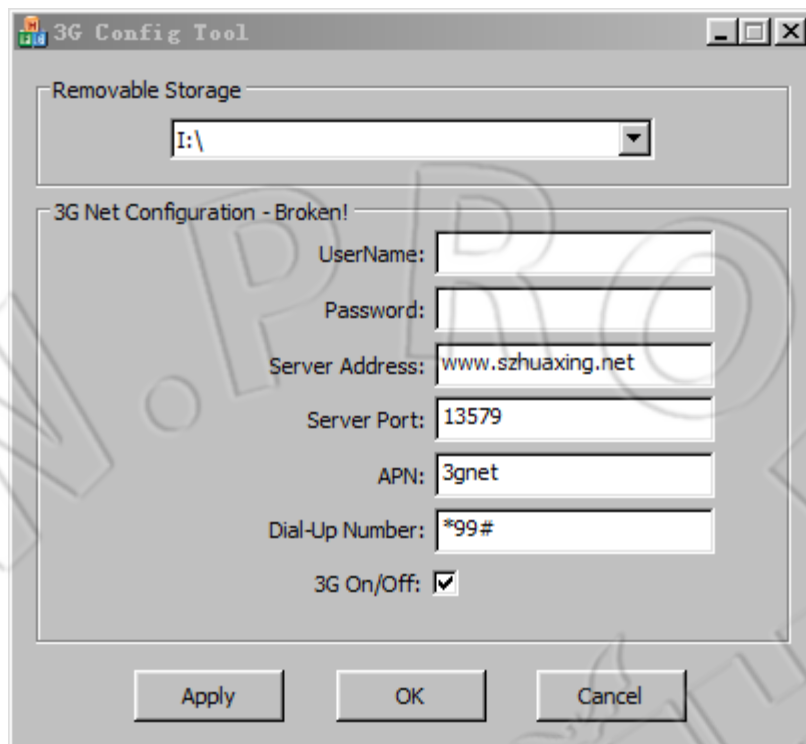 3G Config Tool
Removable Storage
I:\
3G Net Configuration - Broken!
UserName:
Password:
Server Address: www.szhuaxing.net
Server Port: 13579
APN: 3gnet
Dial-Up Number: *99#
3G On/Off:
Apply OK Cancel